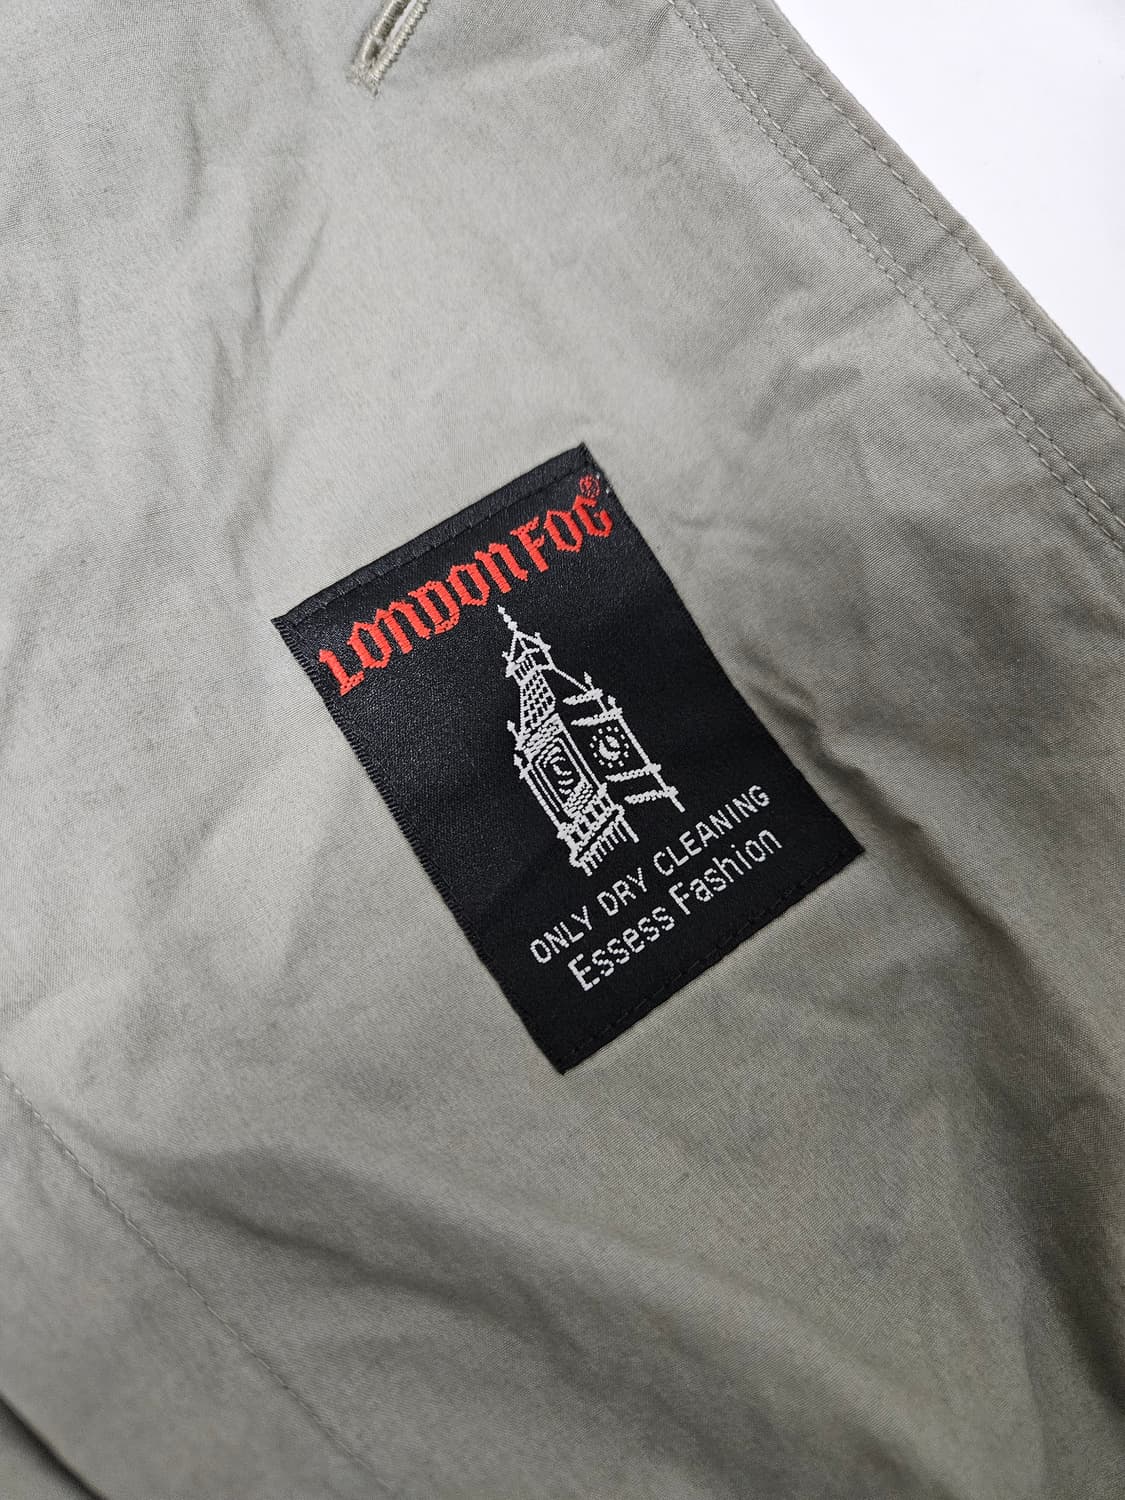 LONDON FOG®
ONLY DRY CLEANING
Essess Fashion